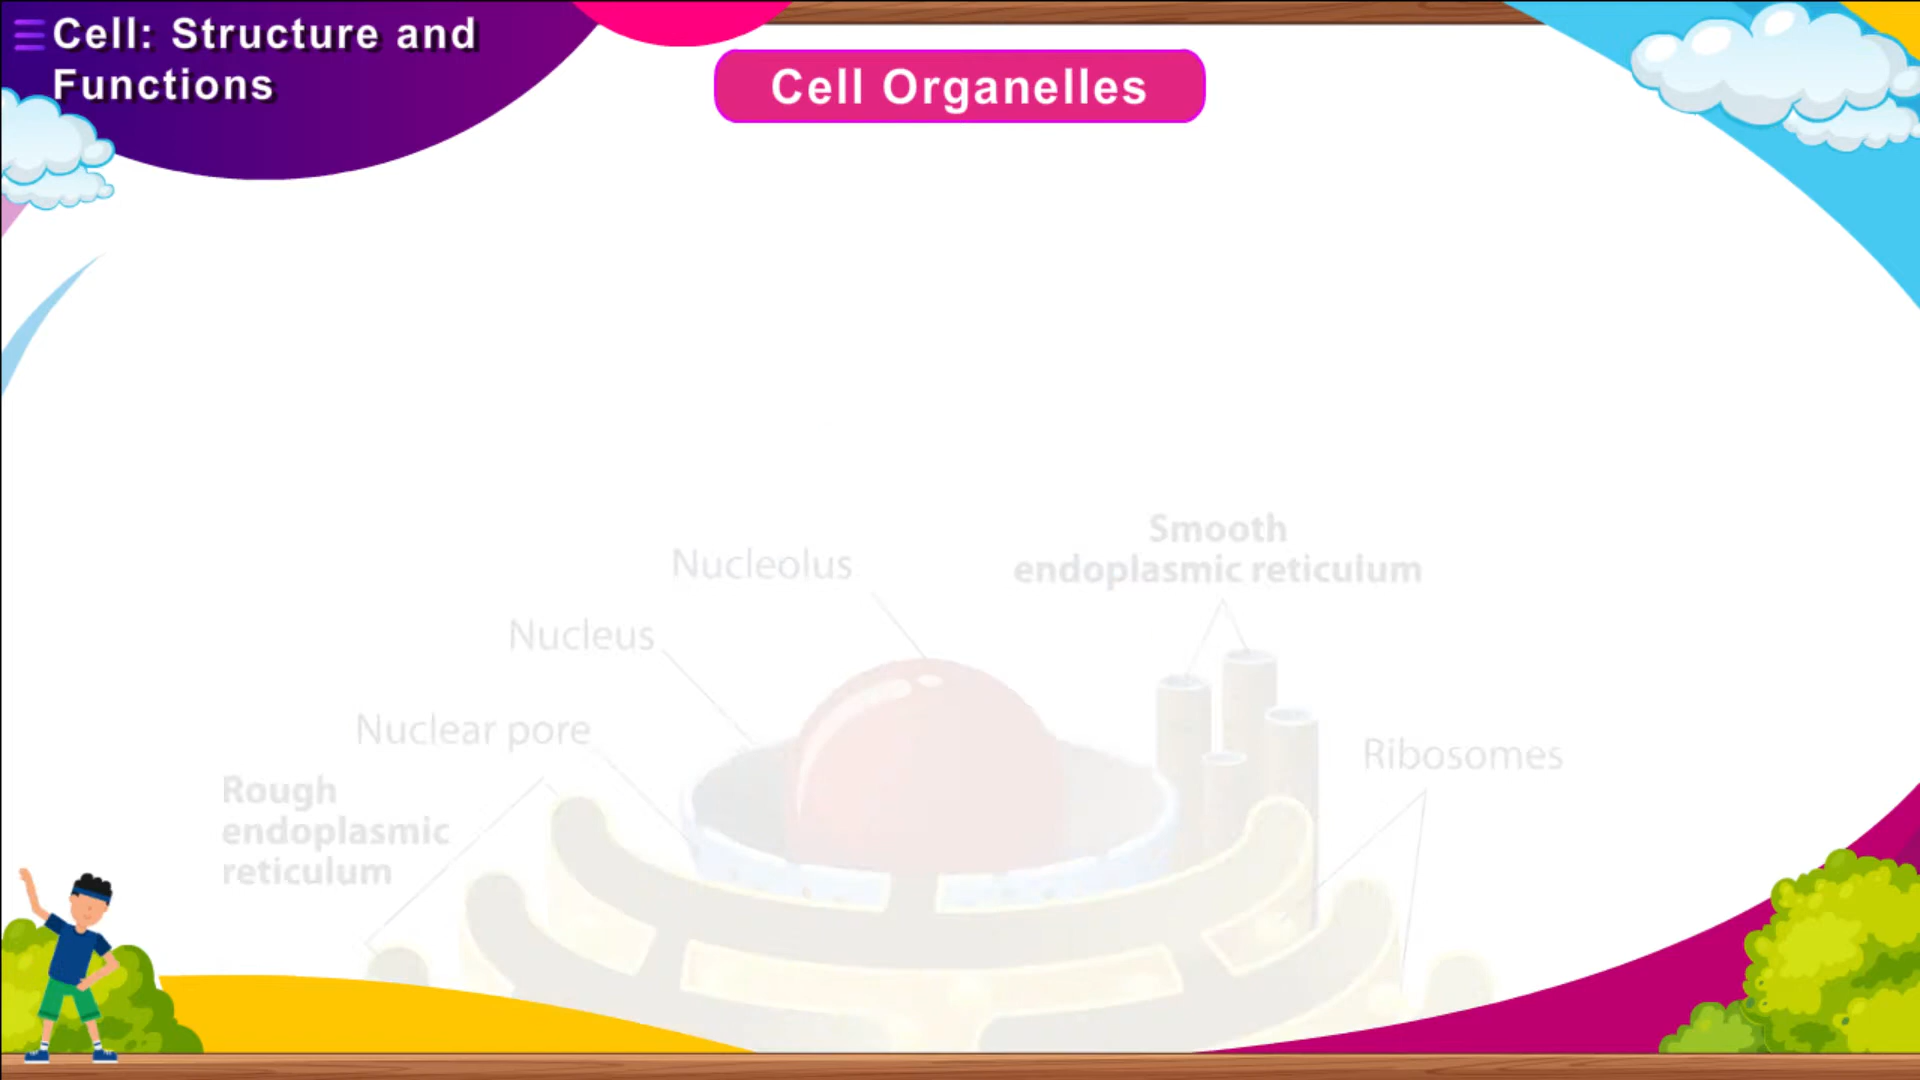 Cell: Structure and
Functions
Cell Organelles
Smooth
endoplasmic reticulum
Nucleolus
Nucleus
Nuclear pore
Ribosomes
Rough
endoplasmic
reticulum